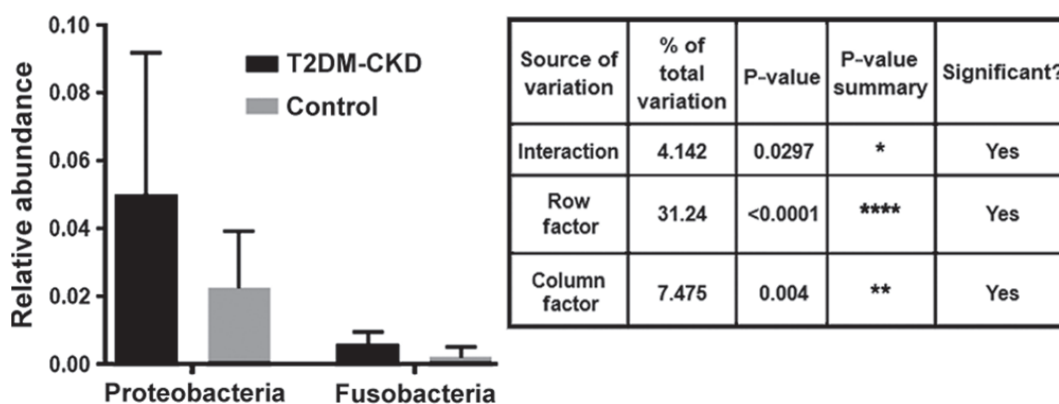 0.10
0.08
0.06
0.04
0.02
0.00
Relative abundance
T2DM-CKD
Control
Proteobacteria
Fusobacteria
Source of
variation
% of
total
variation
P-value
P-value
summary
Significant?
Interaction
4.142
0.0297
*
Yes
Row
factor
31.24
<0.0001
****
Yes
Column
factor
7.475
0.004
**
Yes